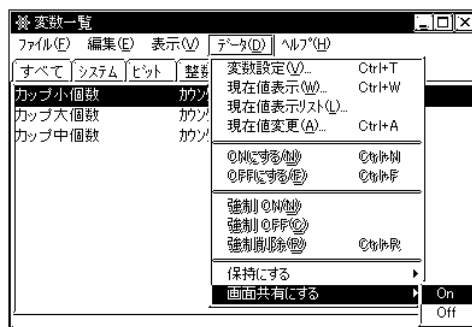 変数一覧
ファイル(F) 編集(E) 表示(V) データ(D) ヘルプ(H)
すべて システム ビット 整数
カップ小個数 カウン
カップ大個数 カウン
カップ中個数 カウン
変数設定(V)... Ctrl+T
現在値表示(W)... Ctrl+W
現在値表示リスト(L)...
現在値変更(A)... Ctrl+A
ONにする(N) Ctrl+N
OFFにする(F) Ctrl+F
強制ON(N)
強制OFF(C)
強制削除(R) Ctrl+R
保持にする
画面共有にする
On
Off